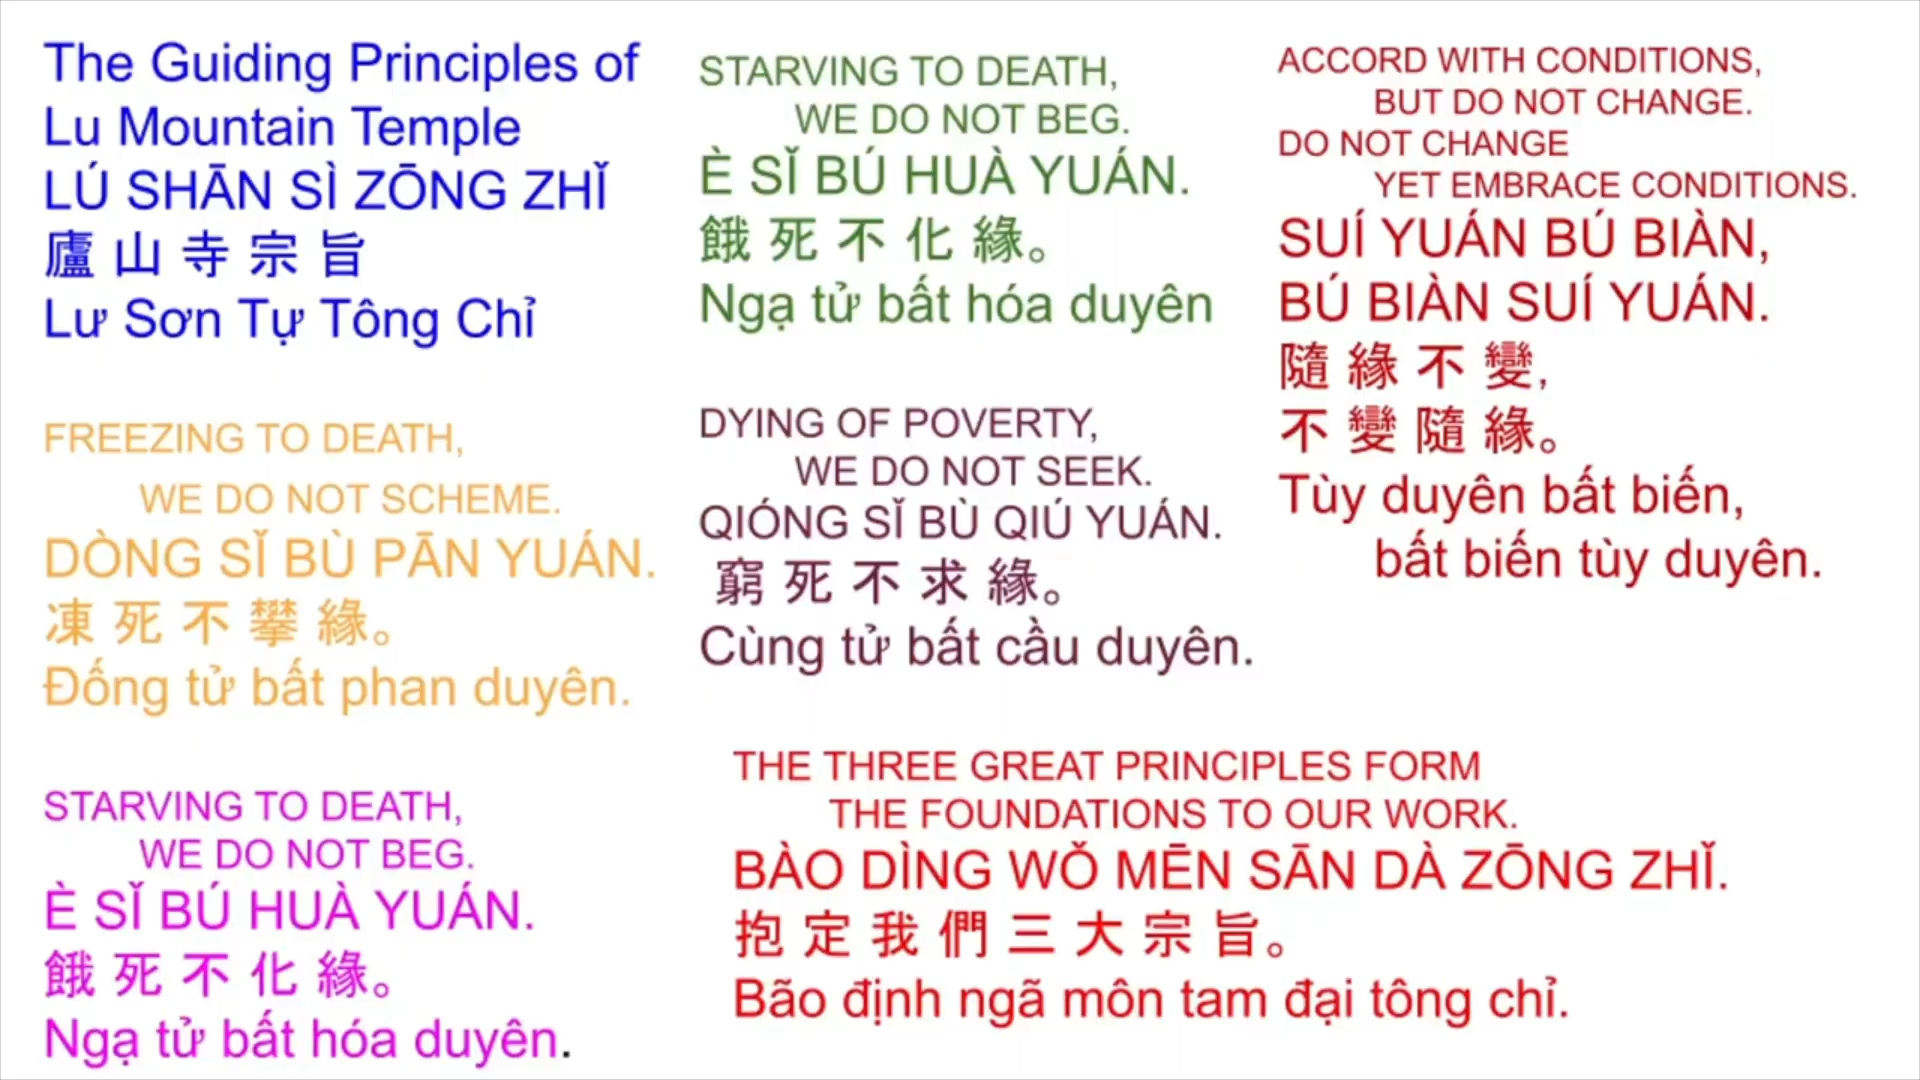 The Guiding Principles of
Lu Mountain Temple
LÚ SHĀN SÌ ZŌNG ZHǏ
廬 山 寺 宗 旨
Lư Sơn Tự Tông Chỉ
FREEZING TO DEATH,
WE DO NOT SCHEME.
DÒNG SǏ BÙ PĀN YUÁN.
凍 死 不 攀 緣。
Đống tử bất phan duyên.
STARVING TO DEATH,
WE DO NOT BEG.
È SǏ BÚ HUÀ YUÁN.
餓 死 不 化 緣。
Ngạ tử bất hóa duyên.
STARVING TO DEATH,
WE DO NOT BEG.
È SǏ BÚ HUÀ YUÁN.
餓 死 不 化 緣。
Ngạ tử bất hóa duyên
DYING OF POVERTY,
WE DO NOT SEEK.
QIÓNG SǏ BÙ QIÚ YUÁN.
窮 死 不 求 緣。
Cùng tử bất cầu duyên.
ACCORD WITH CONDITIONS,
BUT DO NOT CHANGE.
DO NOT CHANGE
YET EMBRACE CONDITIONS.
SUÍ YUÁN BÚ BIÀN,
BÚ BIÀN SUÍ YUÁN.
隨 緣 不 變,
不 變 隨 緣。
Tùy duyên bất biến,
bất biến tùy duyên.
THE THREE GREAT PRINCIPLES FORM
THE FOUNDATIONS TO OUR WORK.
BÀO DÌNG WǑ MĒN SĀN DÀ ZŌNG ZHǏ.
抱 定 我 們 三 大 宗 旨。
Bão định ngã môn tam đại tông chỉ.